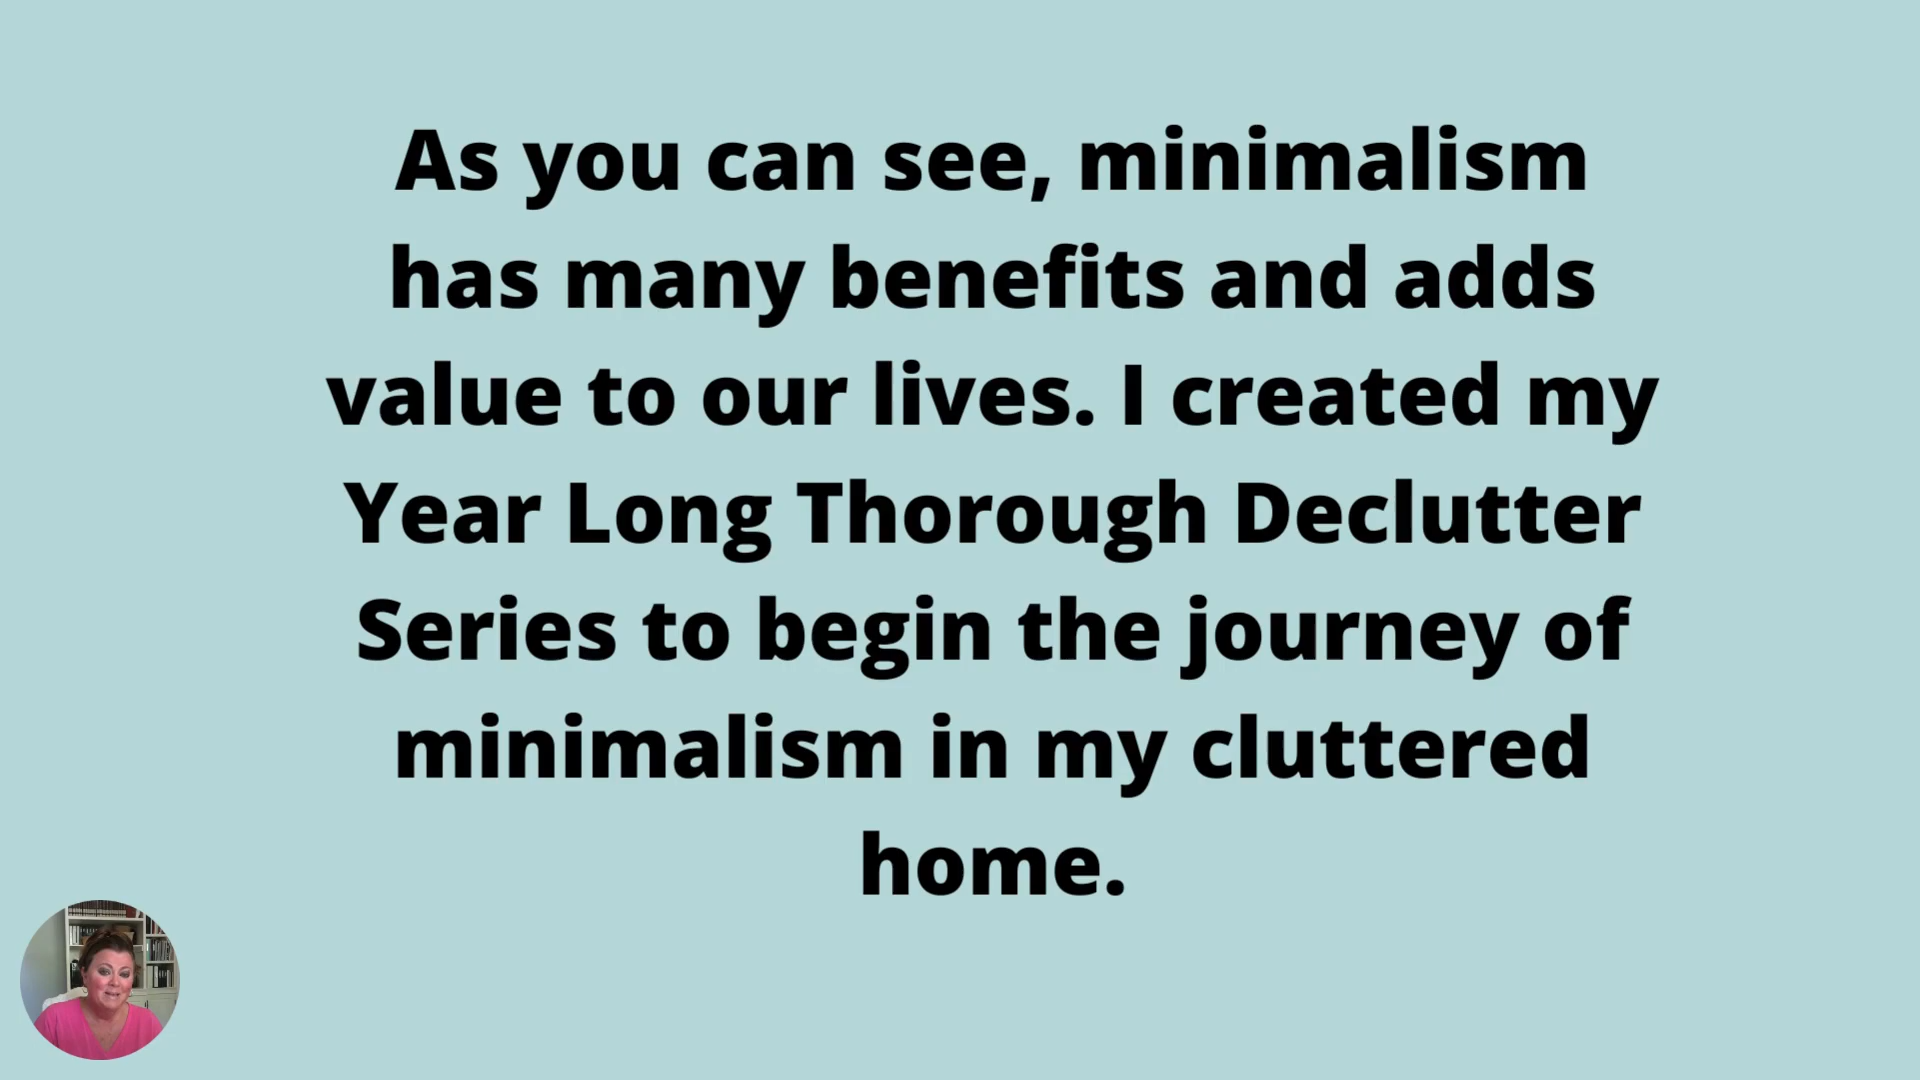 As you can see, minimalism
has many benefits and adds
value to our lives. I created my
Year Long Thorough Declutter
Series to begin the journey of
minimalism in my cluttered
home.